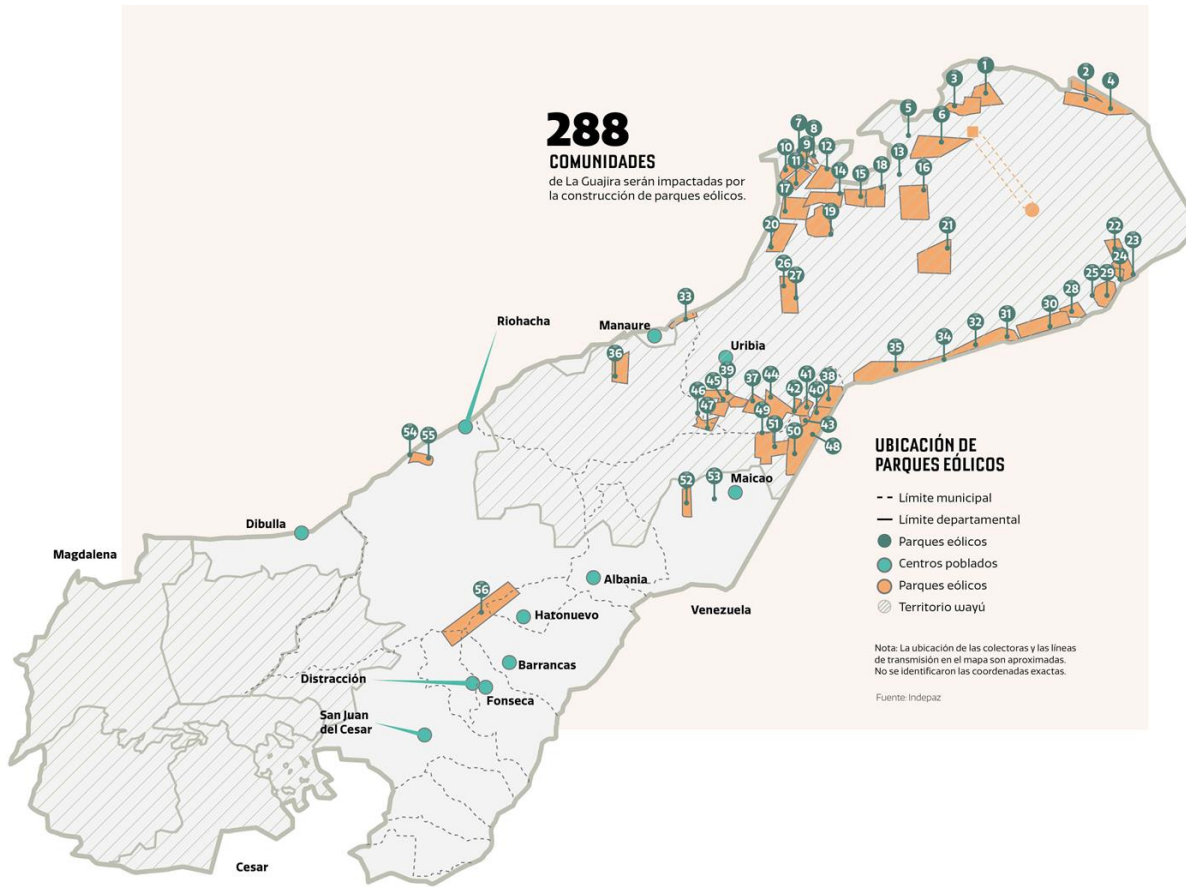 288
COMUNIDADES
de La Guajira serán impactadas por
la construcción de parques eólicos.
1
2
3
4
5
6
7
8
9
10
11
12
13
14
15
16
17
18
19
20
21
22
23
24
25
26
27
28
29
30
31
32
33
34
35
36
37
38
39
40
41
42
43
44
45
46
47
48
49
50
51
52
53
54
55
56
Riohacha
Manaure
Uribia
Maicao
Dibulla
Magdalena
Albania
Venezuela
Hatonuevo
Barrancas
Distracción
Fonseca
San Juan
del Cesar
Cesar
UBICACIÓN DE
PARQUES EÓLICOS
Límite municipal
Límite departamental
Parques eólicos
Centros poblados
Parques eólicos
Territorio wayú
Nota: La ubicación de las colectoras y las líneas
de transmisión en el mapa son aproximadas.
No se identificaron las coordenadas exactas.
Fuente: Indepaz